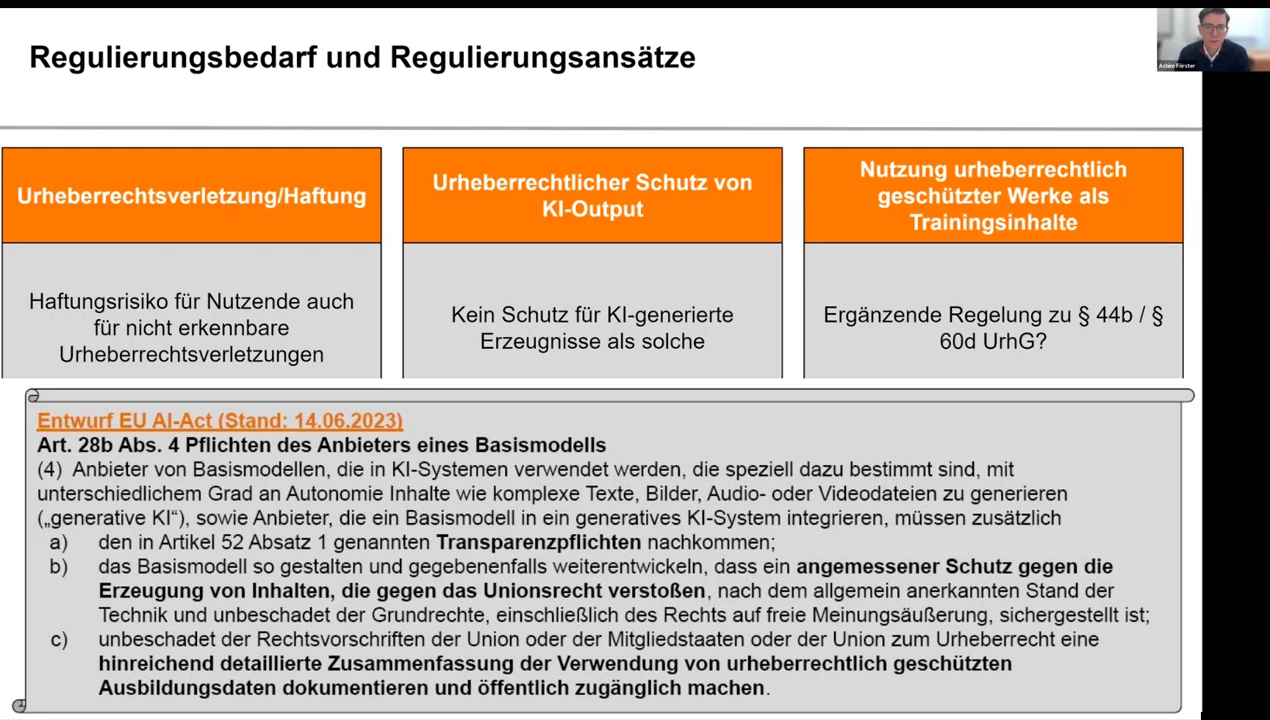 Regulierungsbedarf und Regulierungsansätze
Achim Förster
Urheberrechtsverletzung/Haftung
Haftungsrisiko für Nutzende auch
für nicht erkennbare
Urheberrechtsverletzungen
Urheberrechtlicher Schutz von
KI-Output
Kein Schutz für KI-generierte
Erzeugnisse als solche
Nutzung urheberrechtlich
geschützter Werke als
Trainingsinhalte
Ergänzende Regelung zu § 44b / §
60d UrhG?
Entwurf EU AI-Act (Stand: 14.06.2023)
Art. 28b Abs. 4 Pflichten des Anbieters eines Basismodells
(4) Anbieter von Basismodellen, die in KI-Systemen verwendet werden, die speziell dazu bestimmt sind, mit
unterschiedlichem Grad an Autonomie Inhalte wie komplexe Texte, Bilder, Audio- oder Videodateien zu generieren
(„generative KI“), sowie Anbieter, die ein Basismodell in ein generatives KI-System integrieren, müssen zusätzlich
a) den in Artikel 52 Absatz 1 genannten Transparenzpflichten nachkommen;
b) das Basismodell so gestalten und gegebenenfalls weiterentwickeln, dass ein angemessener Schutz gegen die
Erzeugung von Inhalten, die gegen das Unionsrecht verstoßen, nach dem allgemein anerkannten Stand der
Technik und unbeschadet der Grundrechte, einschließlich des Rechts auf freie Meinungsäußerung, sichergestellt ist;
c) unbeschadet der Rechtsvorschriften der Union oder der Mitgliedstaaten oder der Union zum Urheberrecht eine
hinreichend detaillierte Zusammenfassung der Verwendung von urheberrechtlich geschützten
Ausbildungsdaten dokumentieren und öffentlich zugänglich machen.